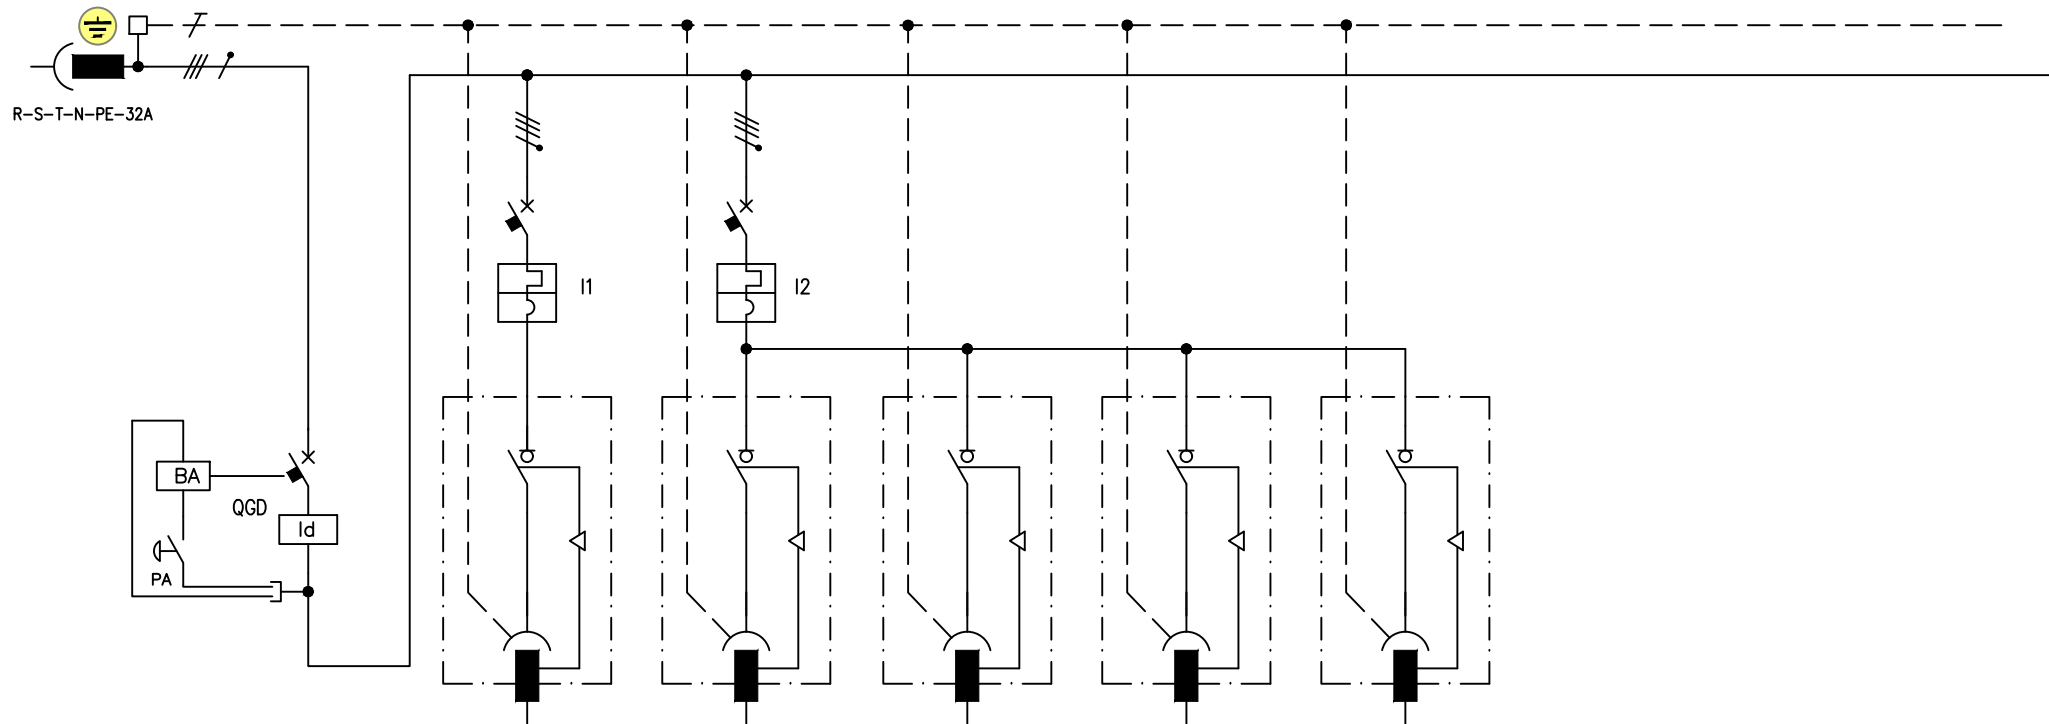 R-S-T-N-PE-32A
I1
I2
BA
QGD
Id
PA